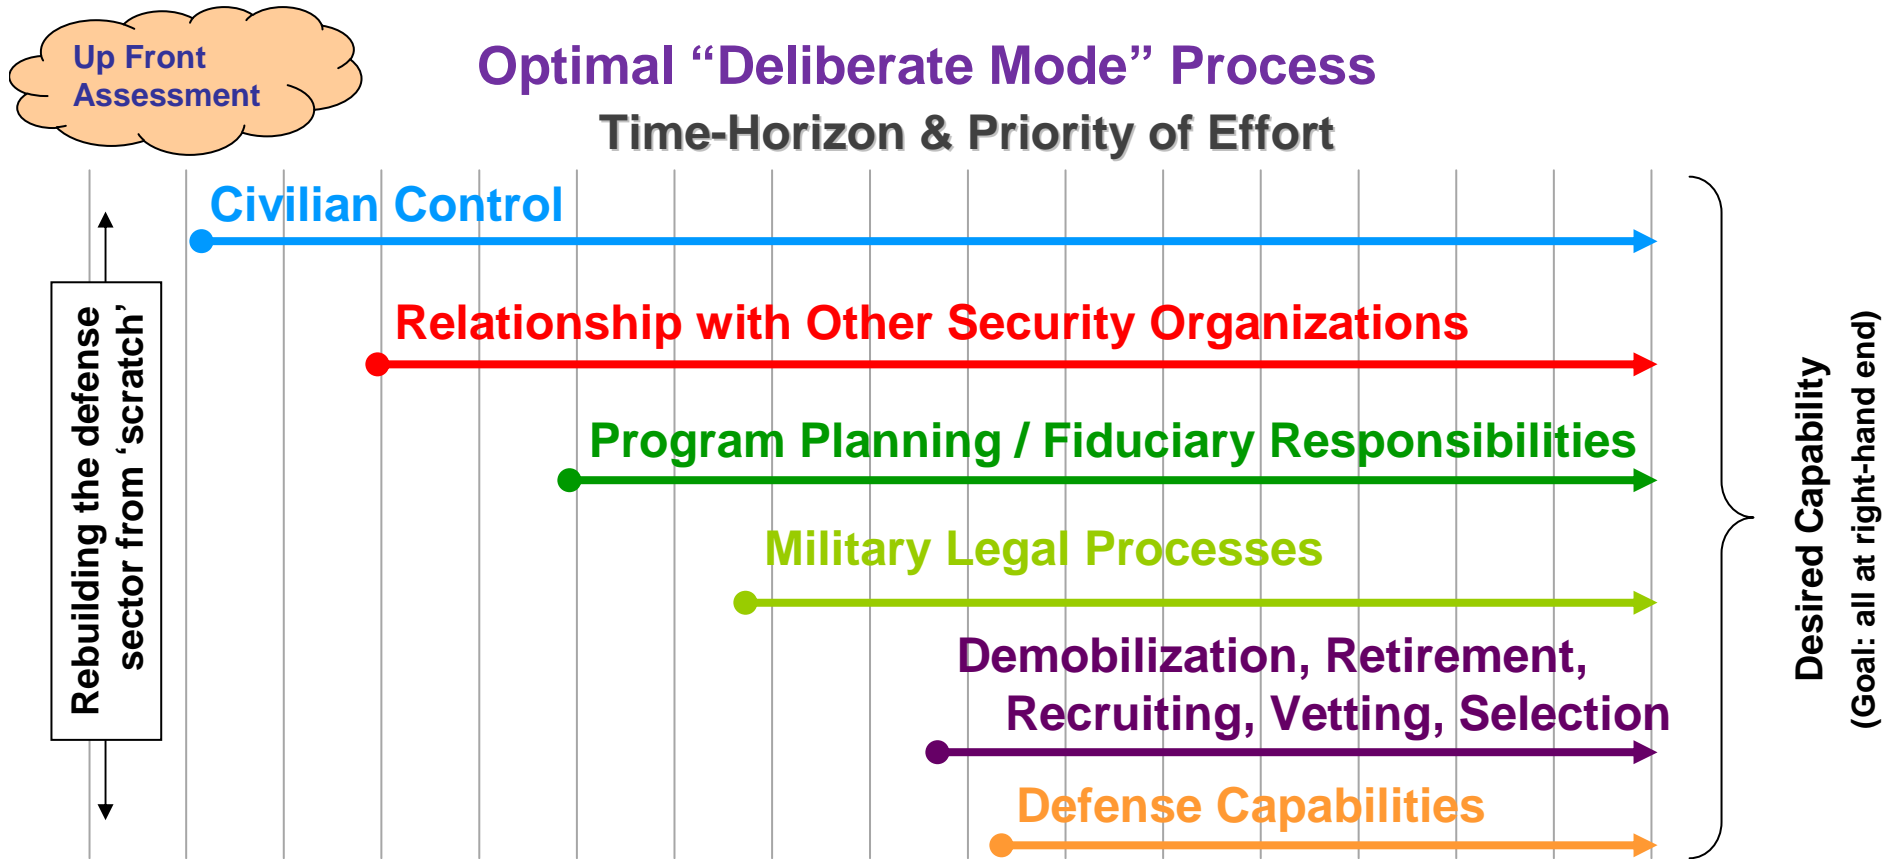 Up Front
Assessment
Optimal “Deliberate Mode” Process
Time-Horizon & Priority of Effort
Civilian Control
Relationship with Other Security Organizations
Program Planning / Fiduciary Responsibilities
Military Legal Processes
Demobilization, Retirement,
Recruiting, Vetting, Selection
Defense Capabilities
Rebuilding the defense
sector from ‘scratch’
Desired Capability
(Goal: all at right-hand end)